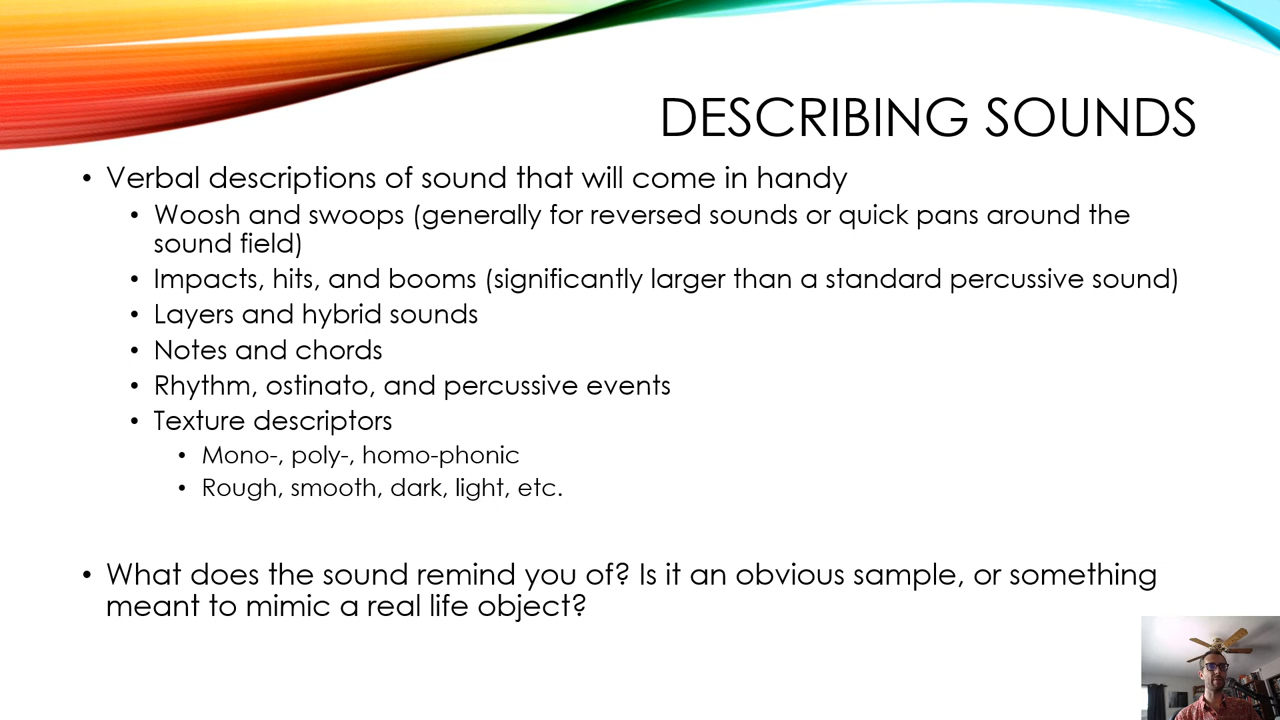 DESCRIBING SOUNDS
• Verbal descriptions of sound that will come in handy
• Woosh and swoops (generally for reversed sounds or quick pans around the
sound field)
• Impacts, hits, and booms (significantly larger than a standard percussive sound)
• Layers and hybrid sounds
• Notes and chords
• Rhythm, ostinato, and percussive events
• Texture descriptors
• Mono-, poly-, homo-phonic
• Rough, smooth, dark, light, etc.
• What does the sound remind you of? Is it an obvious sample, or something
meant to mimic a real life object?